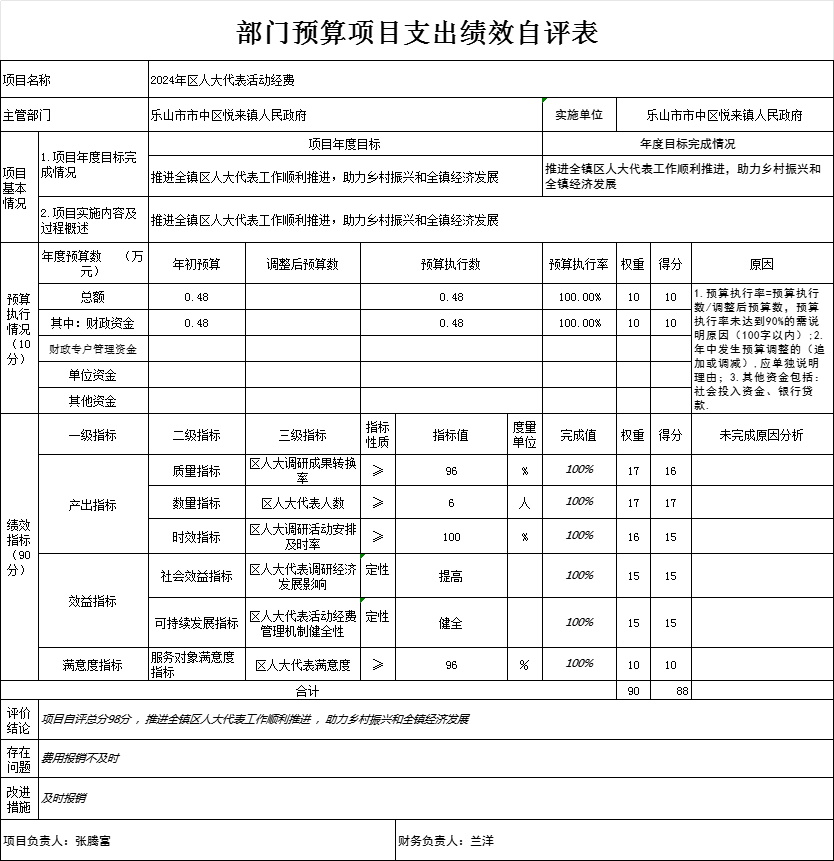 部门预算项目支出绩效自评表
项目名称
2024年区人大代表活动经费
主管部门
乐山市市中区悦来镇人民政府
实施单位
乐山市市中区悦来镇人民政府
项目
基本
情况
1.项目年度目标完
成情况
项目年度目标
年度目标完成情况
推进全镇区人大代表工作顺利推进，助力乡村振兴和全镇经济发展
推进全镇区人大代表工作顺利推进，助力乡村振兴和
全镇经济发展
2.项目实施内容及
过程概述
推进全镇区人大代表工作顺利推进，助力乡村振兴和全镇经济发展
预算
执行
情况
（10
分）
年度预算数 （万
元）
年初预算
调整后预算数
预算执行数
预算执行率
权重
得分
原因
总额
0.48
0.48
100.00%
10
10
其中：财政资金
0.48
0.48
100.00%
10
10
财政专户管理资金
单位资金
其他资金
1.预算执行率=预算执行
数/调整后预算数，预算
执行率未达到90%的需说
明原因（100字以内）;2.
年中发生预算调整的（追
加或调减）,应单独说明
理由；3.其他资金包括：
社会投入资金、银行贷
款.
绩效
指标
（90
分）
一级指标
二级指标
三级指标
指标
性质
指标值
度量
单位
完成值
权重
得分
未完成原因分析
产出指标
质量指标
区人大调研成果转换
率
≥
96
%
100%
17
16
数量指标
区人大代表人数
≥
6
人
100%
17
17
时效指标
区人大调研活动安排
及时率
≥
100
%
100%
16
15
效益指标
社会效益指标
区人大代表调研经济
发展影响
定性
提高
100%
15
15
可持续发展指标
区人大代表活动经费
管理机制健全性
定性
健全
100%
15
15
满意度指标
服务对象满意度
指标
区人大代表满意度
≥
96
%
100%
10
10
合计
90
88
评价
结论
项目自评总分98分，推进全镇区人大代表工作顺利推进，助力乡村振兴和全镇经济发展
存在
问题
费用报销不及时
改进
措施
及时报销
项目负责人：张腾富
财务负责人：兰洋